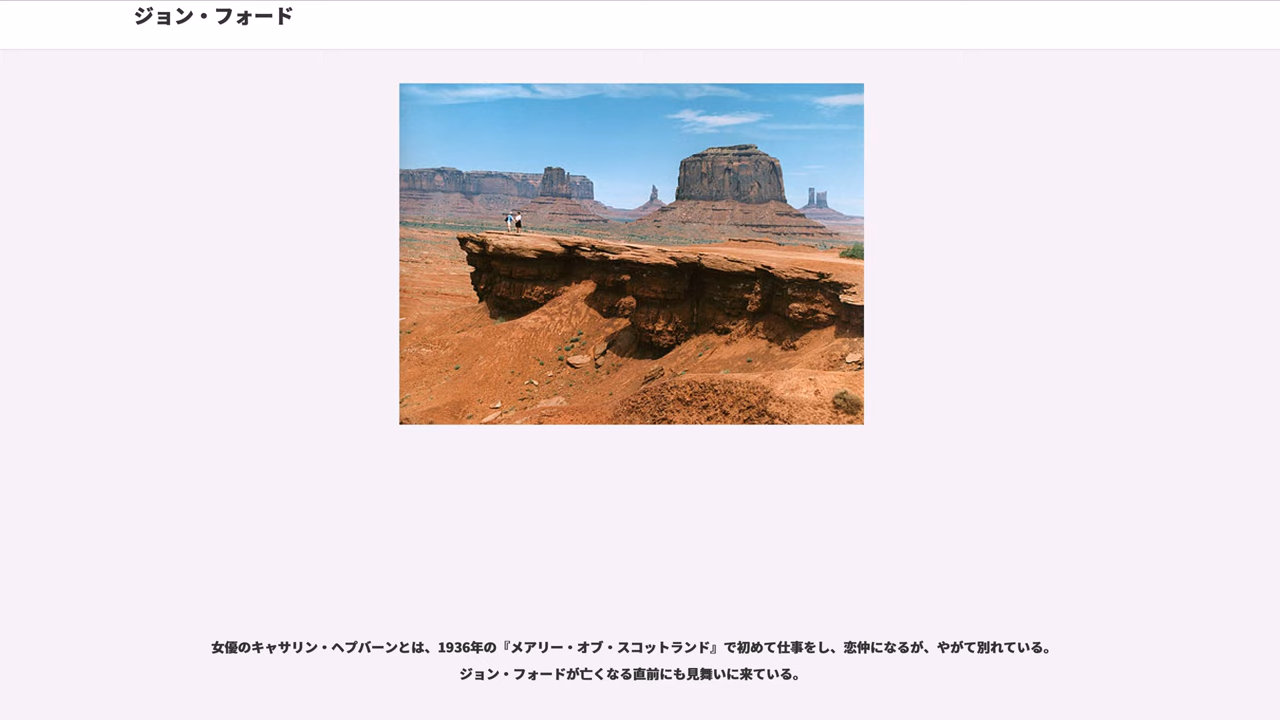 ジョン・フォード
女優のキャサリン・ヘプバーンとは、1936年の『メアリー・オブ・スコットランド』で初めて仕事をし、恋仲になるが、やがて別れている。
ジョン・フォードが亡くなる直前にも見舞いに来ている。